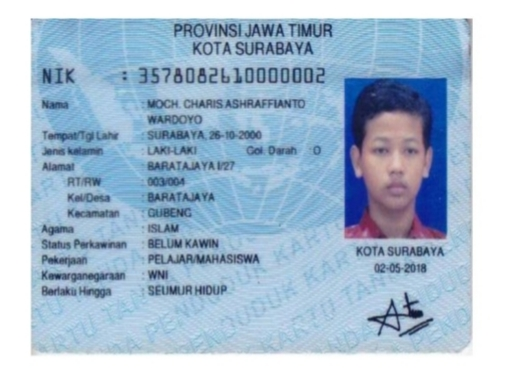 PROVINSI JAWA TIMUR
KOTA SURABAYA
NIK : 3578082610000002
Nama : MOCH. CHARIS ASHRAFFIANTO
WARDOYO
Tempat/Tgl Lahir : SURABAYA, 26-10-2000
Jenis kelamin : LAKI-LAKI Gol. Darah O
Alamat : BARATAJAYA I/27
RT/RW : 003/004
Kel/Desa : BARATAJAYA
Kecamatan : GUBENG
Agama : ISLAM
Status Perkawinan : BELUM KAWIN
Pekerjaan : PELAJAR/MAHASISWA
Kewarganegaraan : WNI
Berlaku Hingga : SEUMUR HIDUP
KOTA SURABAYA
02-05-2018